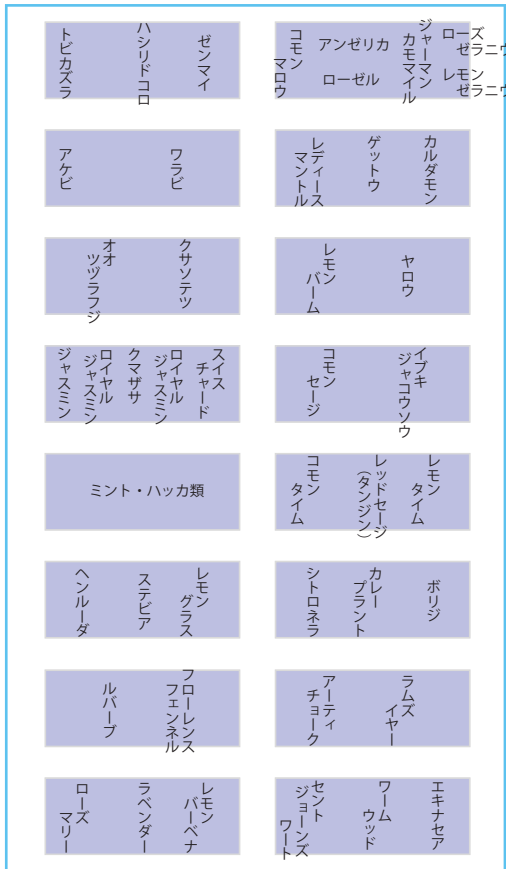 ゼンマイ
ハシリドコロ
トビカズラ
ローズ
ゼラニウ
レモン
ゼラニウ
ジャーマン
カモマイル
アンゼリカ
ローゼル
コモン
マロウ
ワラビ
アケビ
カルダモン
ゲットウ
レディース
マントル
クサソテツ
オオ
ツヅラフジ
ヤロウ
レモン
バーム
スイス
チャード
ロイヤル
ジャスミン
クマザサ
ロイヤル
ジャスミン
ジャスミン
イブキ
ジャコウソウ
コモン
セージ
ミント・ハッカ類
レモン
タイム
レッドセージ
（タンジン）
コモン
タイム
レモン
グラス
ステビア
ヘンルーダ
ボリジ
カレー
プラント
シトロネラ
フローレンス
フェンネル
ルバーブ
ラムズ
イヤー
アーティ
チョーク
レモン
バーベナ
ラベンダー
ローズ
マリー
エキナセア
ワーム
ウッド
セント
ジョーンズ
ワート